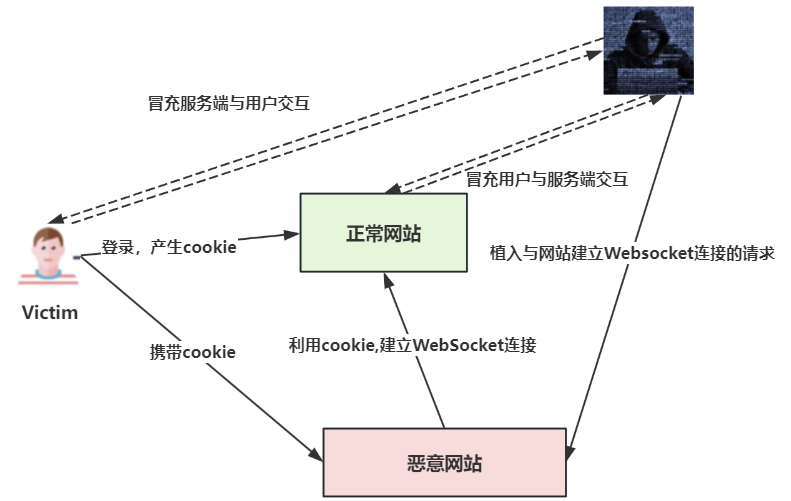 冒充服务端与用户交互
冒充用户与服务端交互
正常网站
登录，产生cookie
植入与网站建立Websocket连接的请求
Victim
利用cookie,建立WebSocket连接
携带cookie
恶意网站